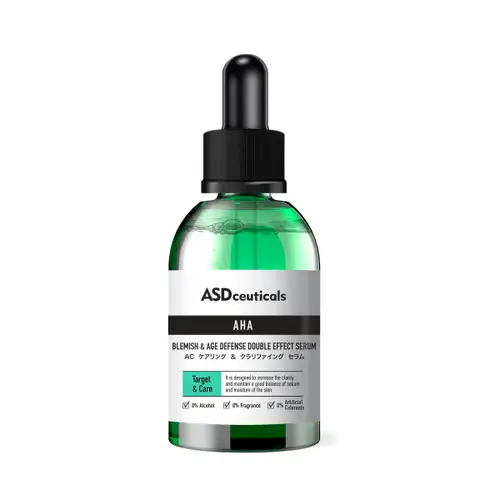 ASDceuticals
AHA
BLEMISH & AGE DEFENSE DOUBLE EFFECT SERUM
AC ケアリング & クラリファイング セラム
Target
& Care
It is designed to increase the clarity
and maintain a good balance of sebum
and moisture of the skin
0% Alcohol 0% Fragrance 0% Artificial Colorants